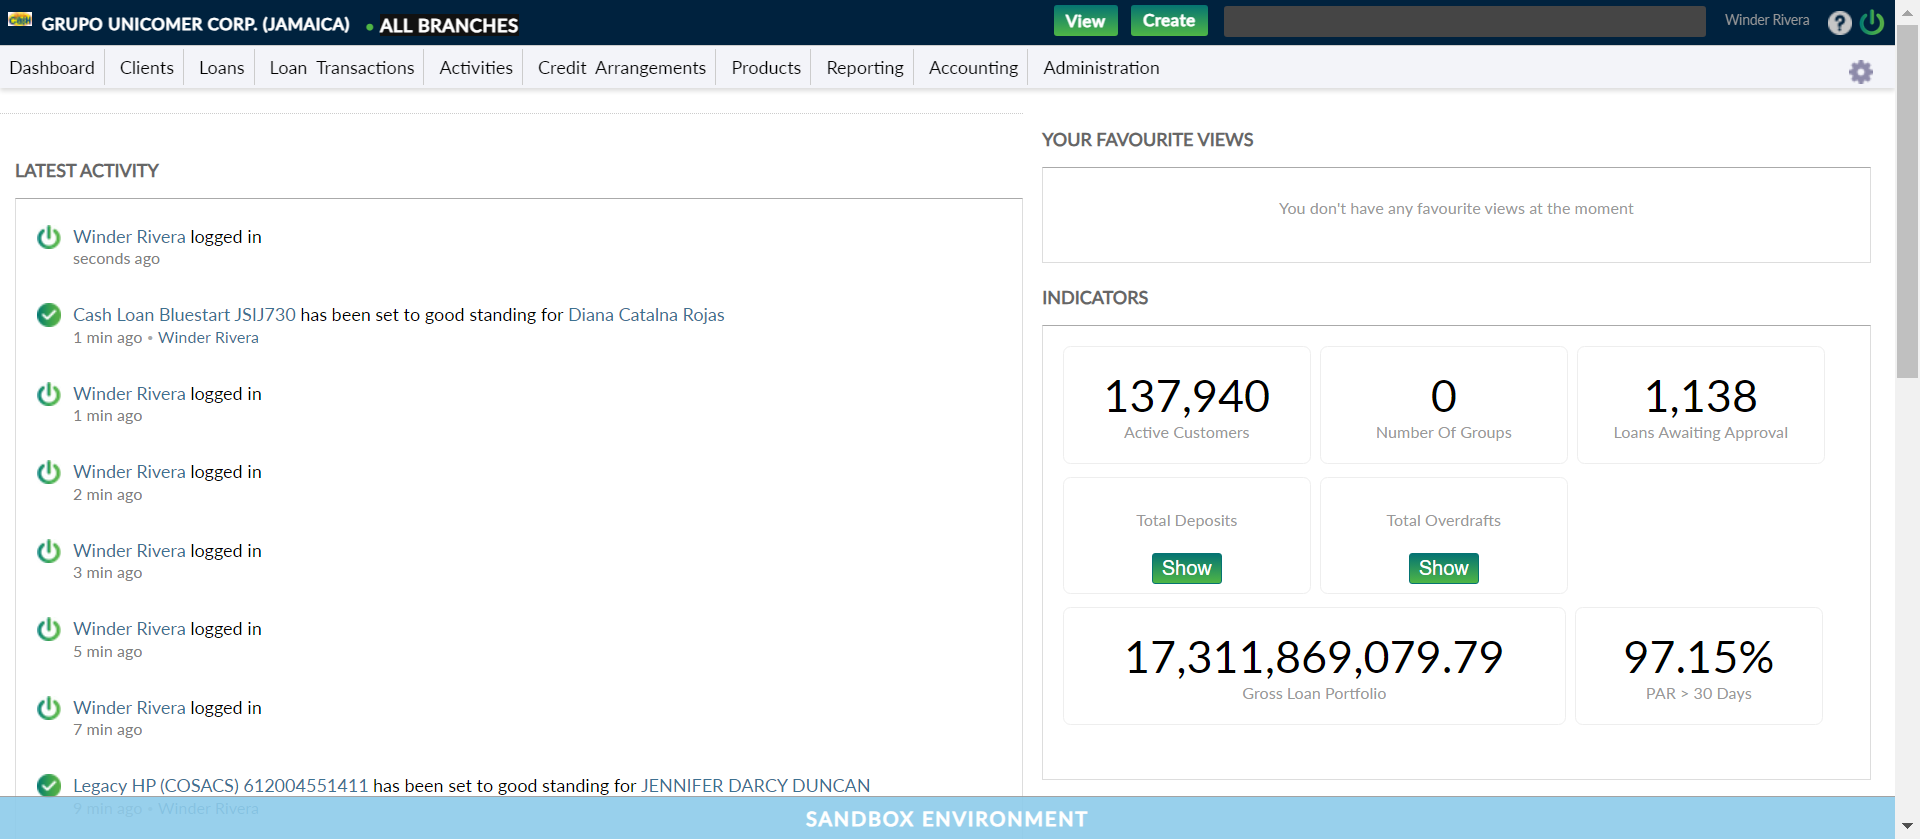 GRUPO UNICOMER CORP. (JAMAICA) • ALL BRANCHES View Create Winder Rivera ?
Dashboard Clients Loans Loan Transactions Activities Credit Arrangements Products Reporting Accounting Administration
LATEST ACTIVITY
Winder Rivera logged in
seconds ago
Cash Loan Bluestart JSIJ730 has been set to good standing for Diana Catalna Rojas
1 min ago • Winder Rivera
Winder Rivera logged in
1 min ago
Winder Rivera logged in
2 min ago
Winder Rivera logged in
3 min ago
Winder Rivera logged in
5 min ago
Winder Rivera logged in
7 min ago
Legacy HP (COSACS) 612004551411 has been set to good standing for JENNIFER DARCY DUNCAN
9 min ago • Winder Rivera
YOUR FAVOURITE VIEWS
You don't have any favourite views at the moment
INDICATORS
137,940
Active Customers
0
Number Of Groups
1,138
Loans Awaiting Approval
Total Deposits
Show
Total Overdrafts
Show
17,311,869,079.79
Gross Loan Portfolio
97.15%
PAR > 30 Days
SANDBOX ENVIRONMENT